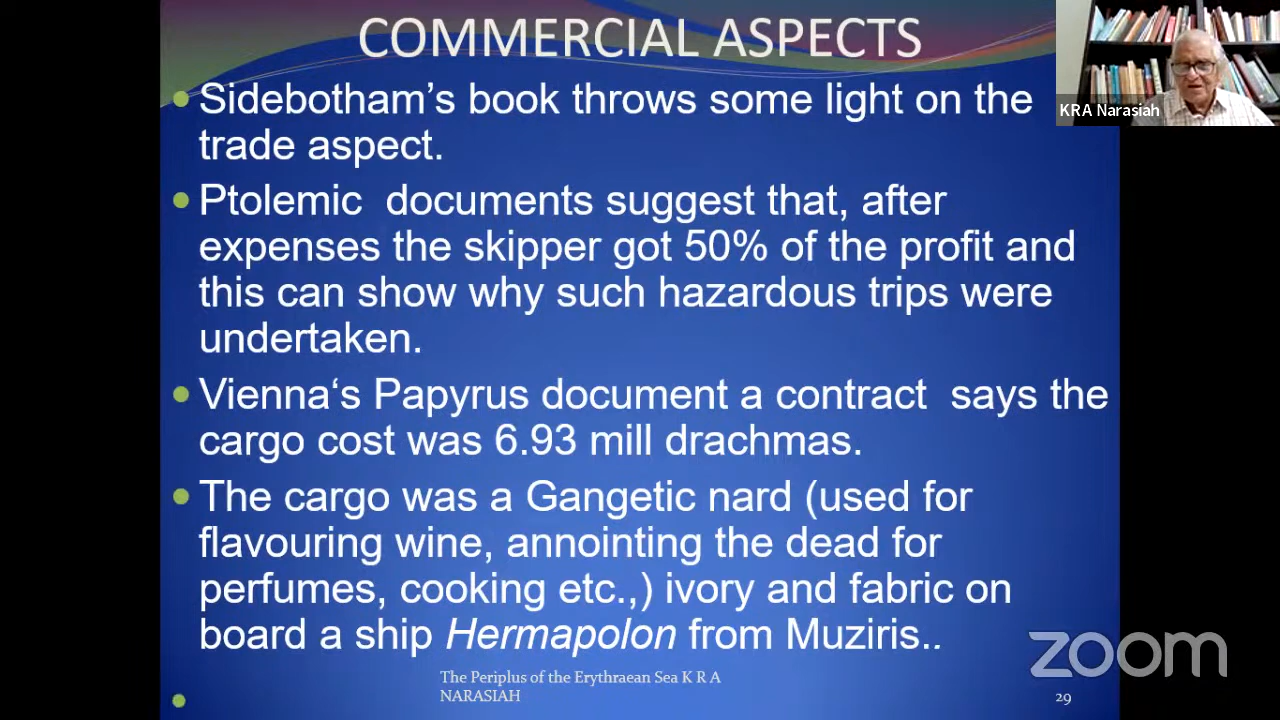 COMMERCIAL ASPECTS
Sidebotham’s book throws some light on the
trade aspect.
Ptolemic  documents suggest that, after
expenses the skipper got 50% of the profit and
this can show why such hazardous trips were
undertaken.
Vienna‘s Papyrus document a contract  says the
cargo cost was 6.93 mill drachmas.
The cargo was a Gangetic nard (used for
flavouring wine, annointing the dead for
perfumes, cooking etc.,) ivory and fabric on
board a ship Hermapolon from Muziris..
The Periplus of the Erythraean Sea K R A
NARASIAH
29
KRA Narasiah
zoom